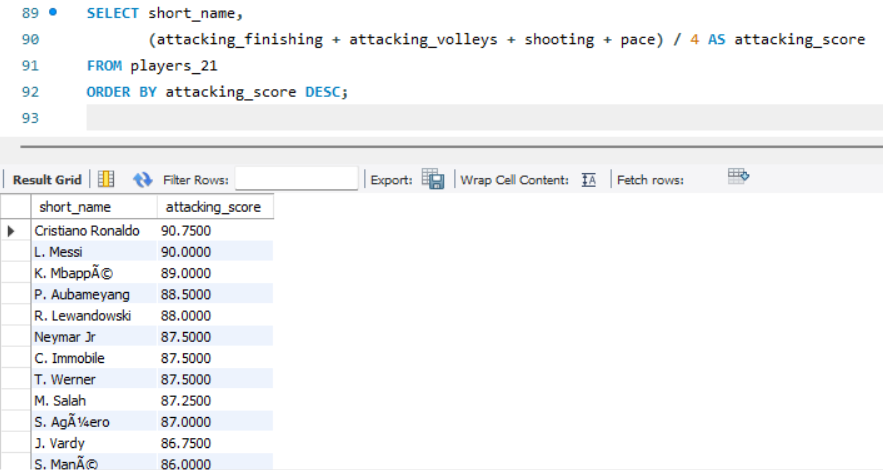 89 SELECT short_name,
90 (attacking_finishing + attacking_volleys + shooting + pace) / 4 AS attacking_score
91 FROM players_21
92 ORDER BY attacking_score DESC;
93
Result Grid Filter Rows: Export: Wrap Cell Content: Fetch rows:
short_name attacking_score
Cristiano Ronaldo 90.7500
L. Messi 90.0000
K. MbappÃ© 89.0000
P. Aubameyang 88.5000
R. Lewandowski 88.0000
Neymar Jr 87.5000
C. Immobile 87.5000
T. Werner 87.5000
M. Salah 87.2500
S. AgÃ¼ero 87.0000
J. Vardy 86.7500
S. ManÃ© 86.0000